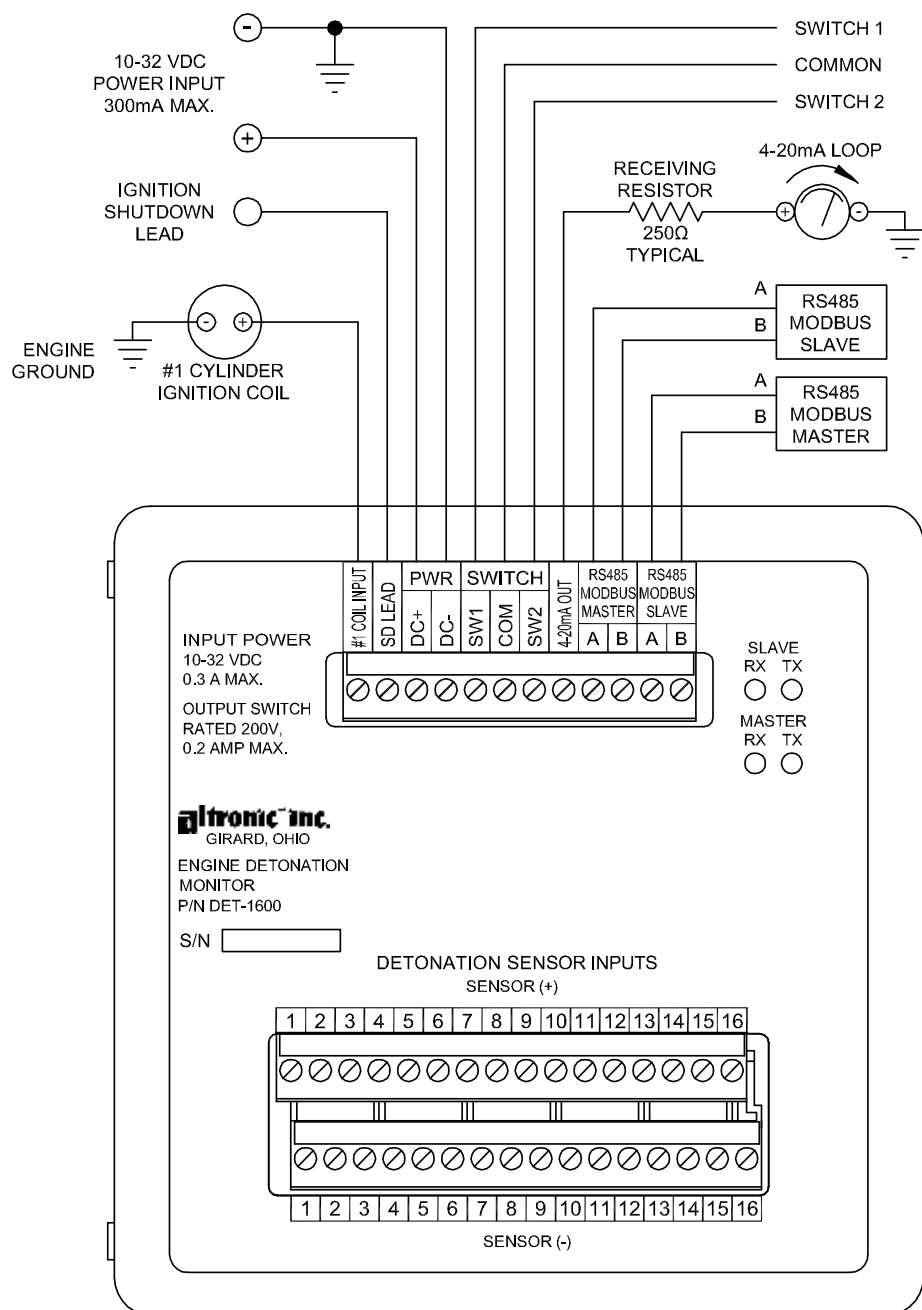 10-32 VDC
POWER INPUT
300mA MAX.
-
+
IGNITION
SHUTDOWN
LEAD
ENGINE
GROUND
- +
#1 CYLINDER
IGNITION COIL
SWITCH 1
COMMON
SWITCH 2
4-20mA LOOP
RECEIVING
RESISTOR
250Ω
TYPICAL
+ -
A
B
RS485
MODBUS
SLAVE
A
B
RS485
MODBUS
MASTER
#1 COIL INPUT
SD LEAD
PWR
DC+
DC-
SWITCH
SW1
COM
SW2
4-20mA OUT
RS485
MODBUS
MASTER
A B
RS485
MODBUS
SLAVE
A B
INPUT POWER
10-32 VDC
0.3 A MAX.
OUTPUT SWITCH
RATED 200V,
0.2 AMP MAX.
SLAVE
RX TX
MASTER
RX TX
altronic inc.
GIRARD, OHIO
ENGINE DETONATION
MONITOR
P/N DET-1600
S/N
DETONATION SENSOR INPUTS
SENSOR (+)
1 2 3 4 5 6 7 8 9 10 11 12 13 14 15 16
1 2 3 4 5 6 7 8 9 10 11 12 13 14 15 16
SENSOR (-)